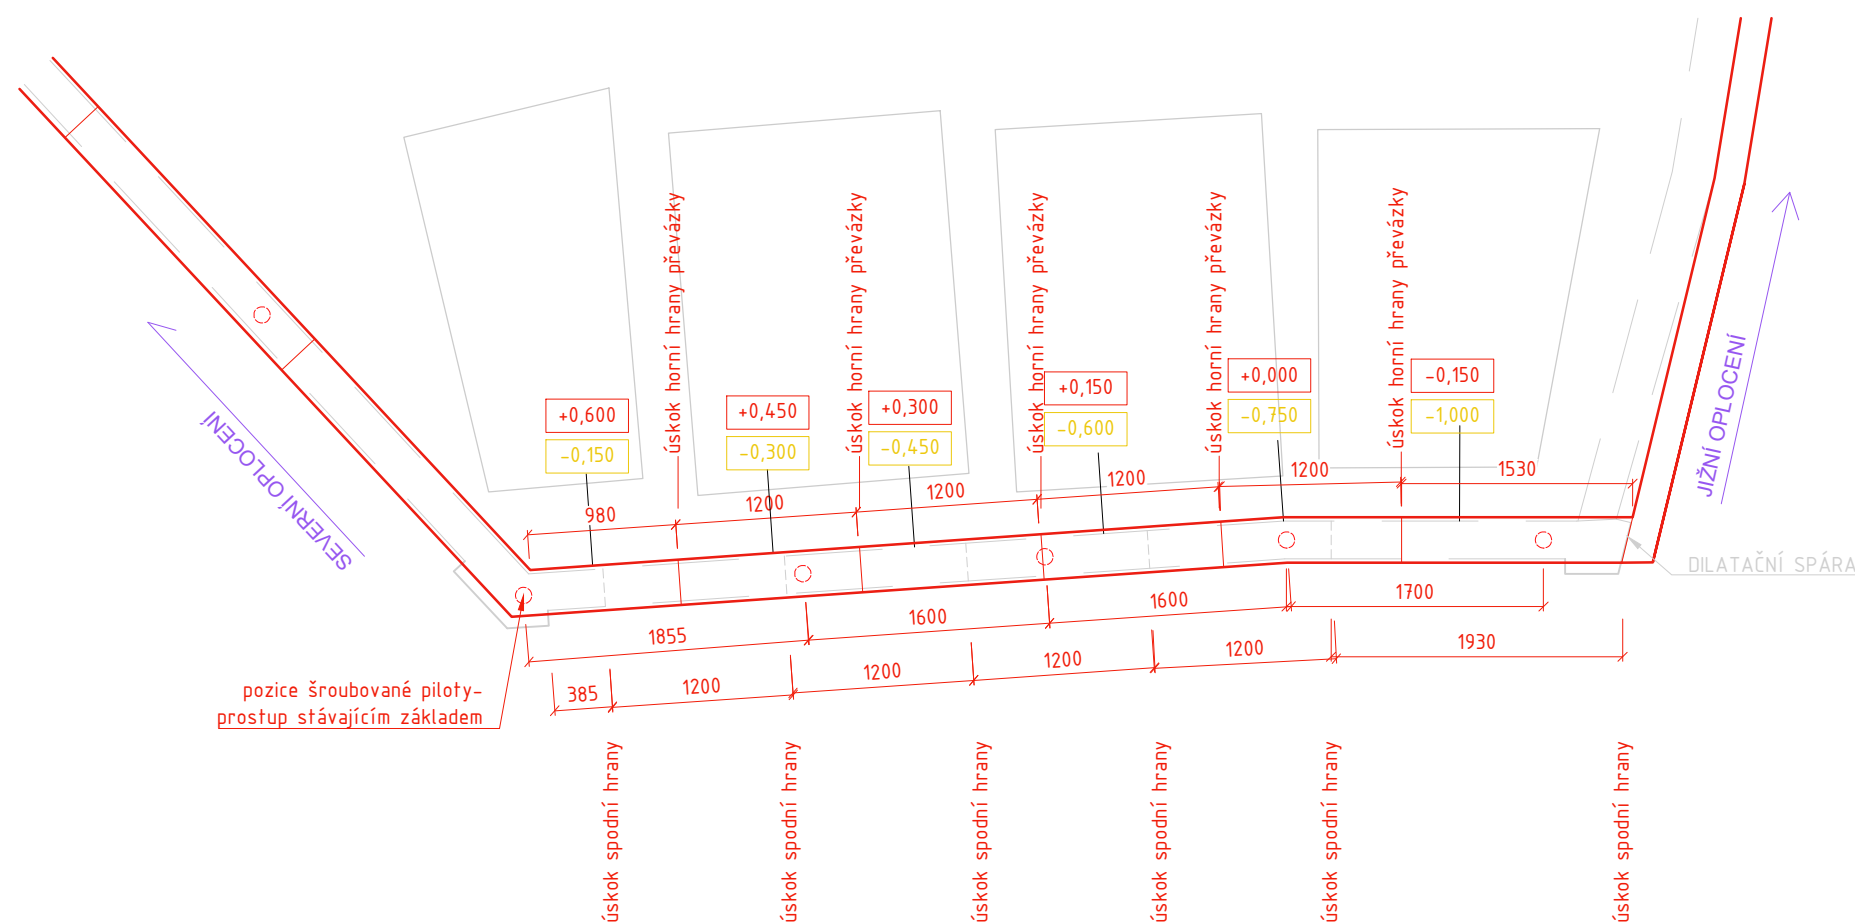 úskok horní hrany převázky
úskok horní hrany převázky
úskok horní hrany převázky
úskok horní hrany převázky
úskok horní hrany převázky
SEVERNÍ OPLOCENÍ
JIŽNÍ OPLOCENÍ
+0,600
-0,150
+0,450
-0,300
+0,300
-0,450
+0,150
-0,600
+0,000
-0,750
-0,150
-1,000
980
1200
1200
1200
1200
1530
DILATAČNÍ SPÁRA
1855
1600
1600
1700
385
1200
1200
1200
1200
1930
pozice šroubované piloty-
prostup stávajícím základem
úskok spodní hrany
úskok spodní hrany
úskok spodní hrany
úskok spodní hrany
úskok spodní hrany
úskok spodní hrany